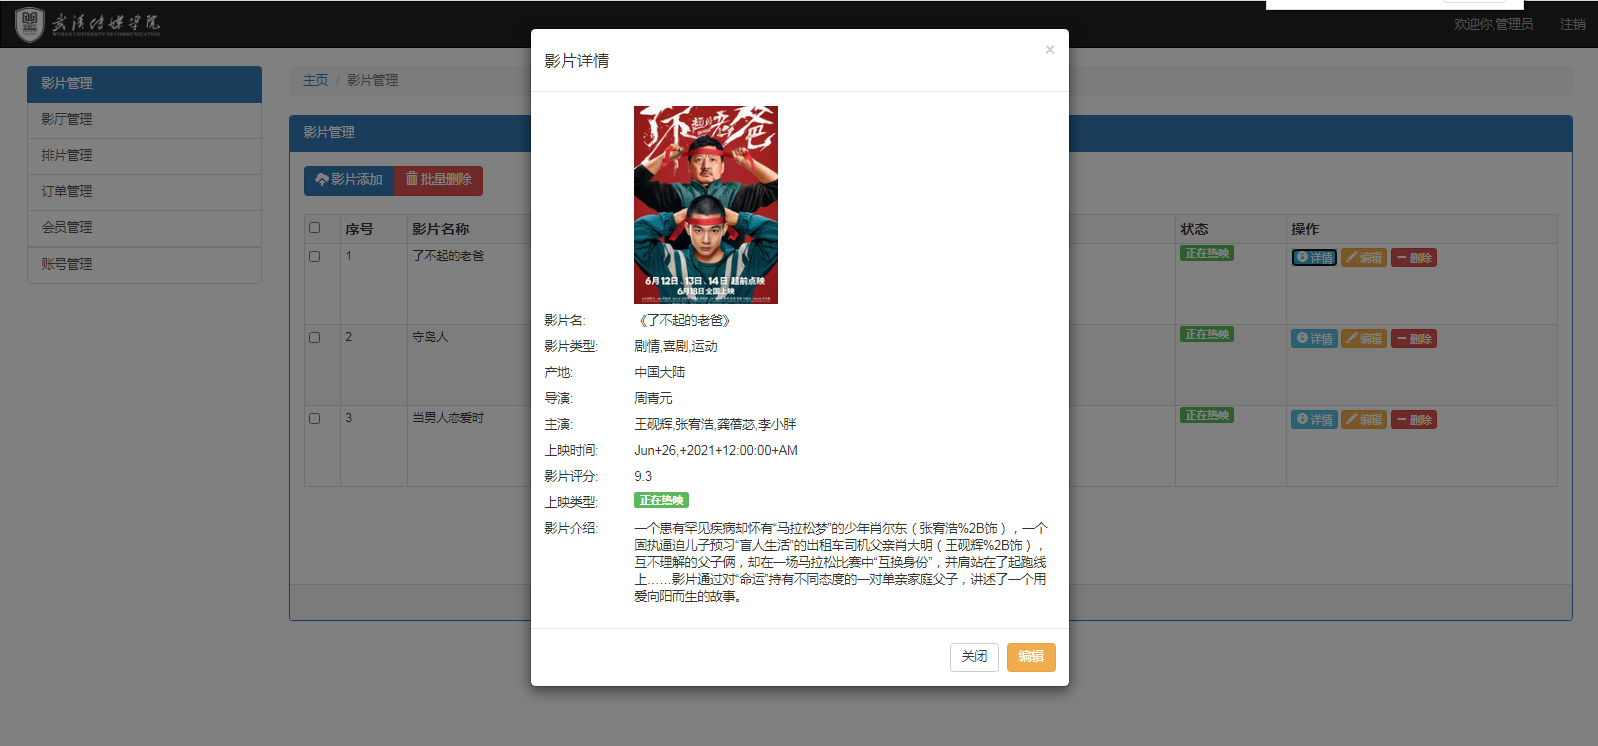 武汉传媒学院
WUHAN UNIVERSITY OF COMMUNICATION
欢迎你,管理员
注销
影片管理
影厅管理
排片管理
订单管理
会员管理
账号管理
主页 / 影片管理
影片管理
影片添加
批量删除
序号
影片名称
状态
操作
1
了不起的老爸
正在热映
详情
编辑
删除
2
守岛人
正在热映
详情
编辑
删除
3
当男人恋爱时
正在热映
详情
编辑
删除
影片详情
×
了不起的老爸
6月12日、13日、14日 超前点映
6月18日 全国上映
影片名: 《了不起的老爸》
影片类型: 剧情,喜剧,运动
产地: 中国大陆
导演: 周青元
主演: 王砚辉,张宥浩,龚蓓苾,李小胖
上映时间: Jun+26,+2021+12:00:00+AM
影片评分: 9.3
上映类型: 正在热映
影片介绍: 一个患有罕见疾病却怀有“马拉松梦”的少年肖尔东（张宥浩%2B饰），一个
固执逼迫儿子预习“盲人生活”的出租车司机父亲肖大明（王砚辉%2B饰），
互不理解的父子俩，却在一场马拉松比赛中“互换身份”，并肩站在了起跑线
上……影片通过对“命运”持有不同态度的一对单亲家庭父子，讲述了一个用
爱向阳而生的故事。
关闭
编辑